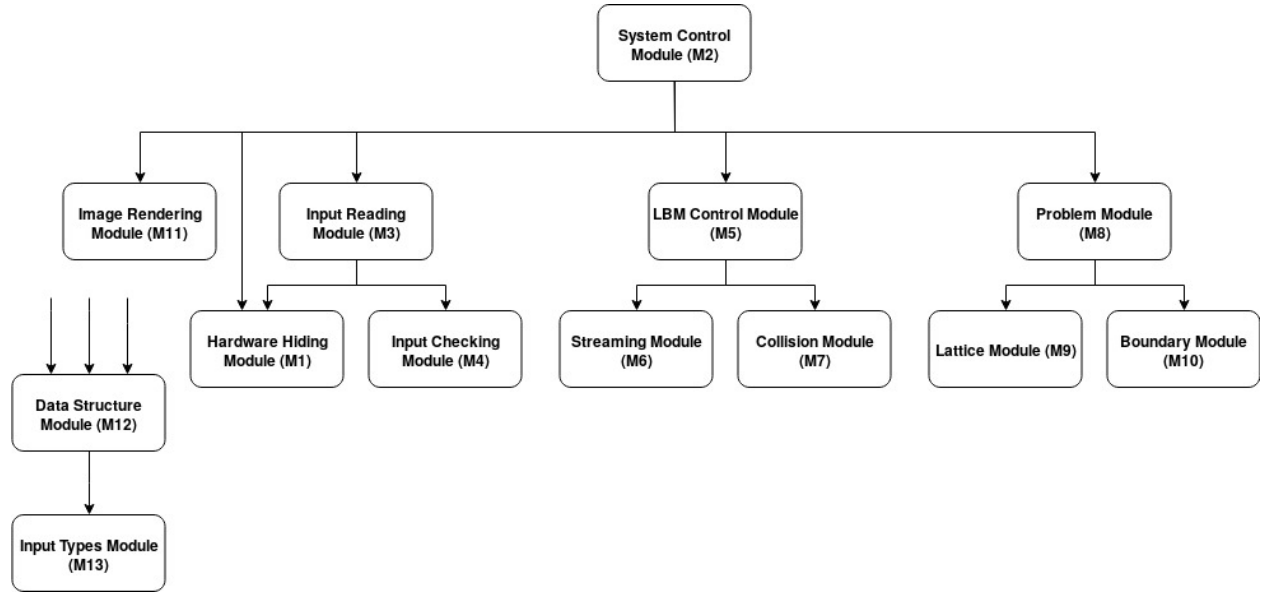 System Control
Module (M2)
Image Rendering
Module (M11)
Input Reading
Module (M3)
LBM Control Module
(M5)
Problem Module
(M8)
Hardware Hiding
Module (M1)
Input Checking
Module (M4)
Streaming Module
(M6)
Collision Module
(M7)
Lattice Module (M9)
Boundary Module
(M10)
Data Structure
Module (M12)
Input Types Module
(M13)